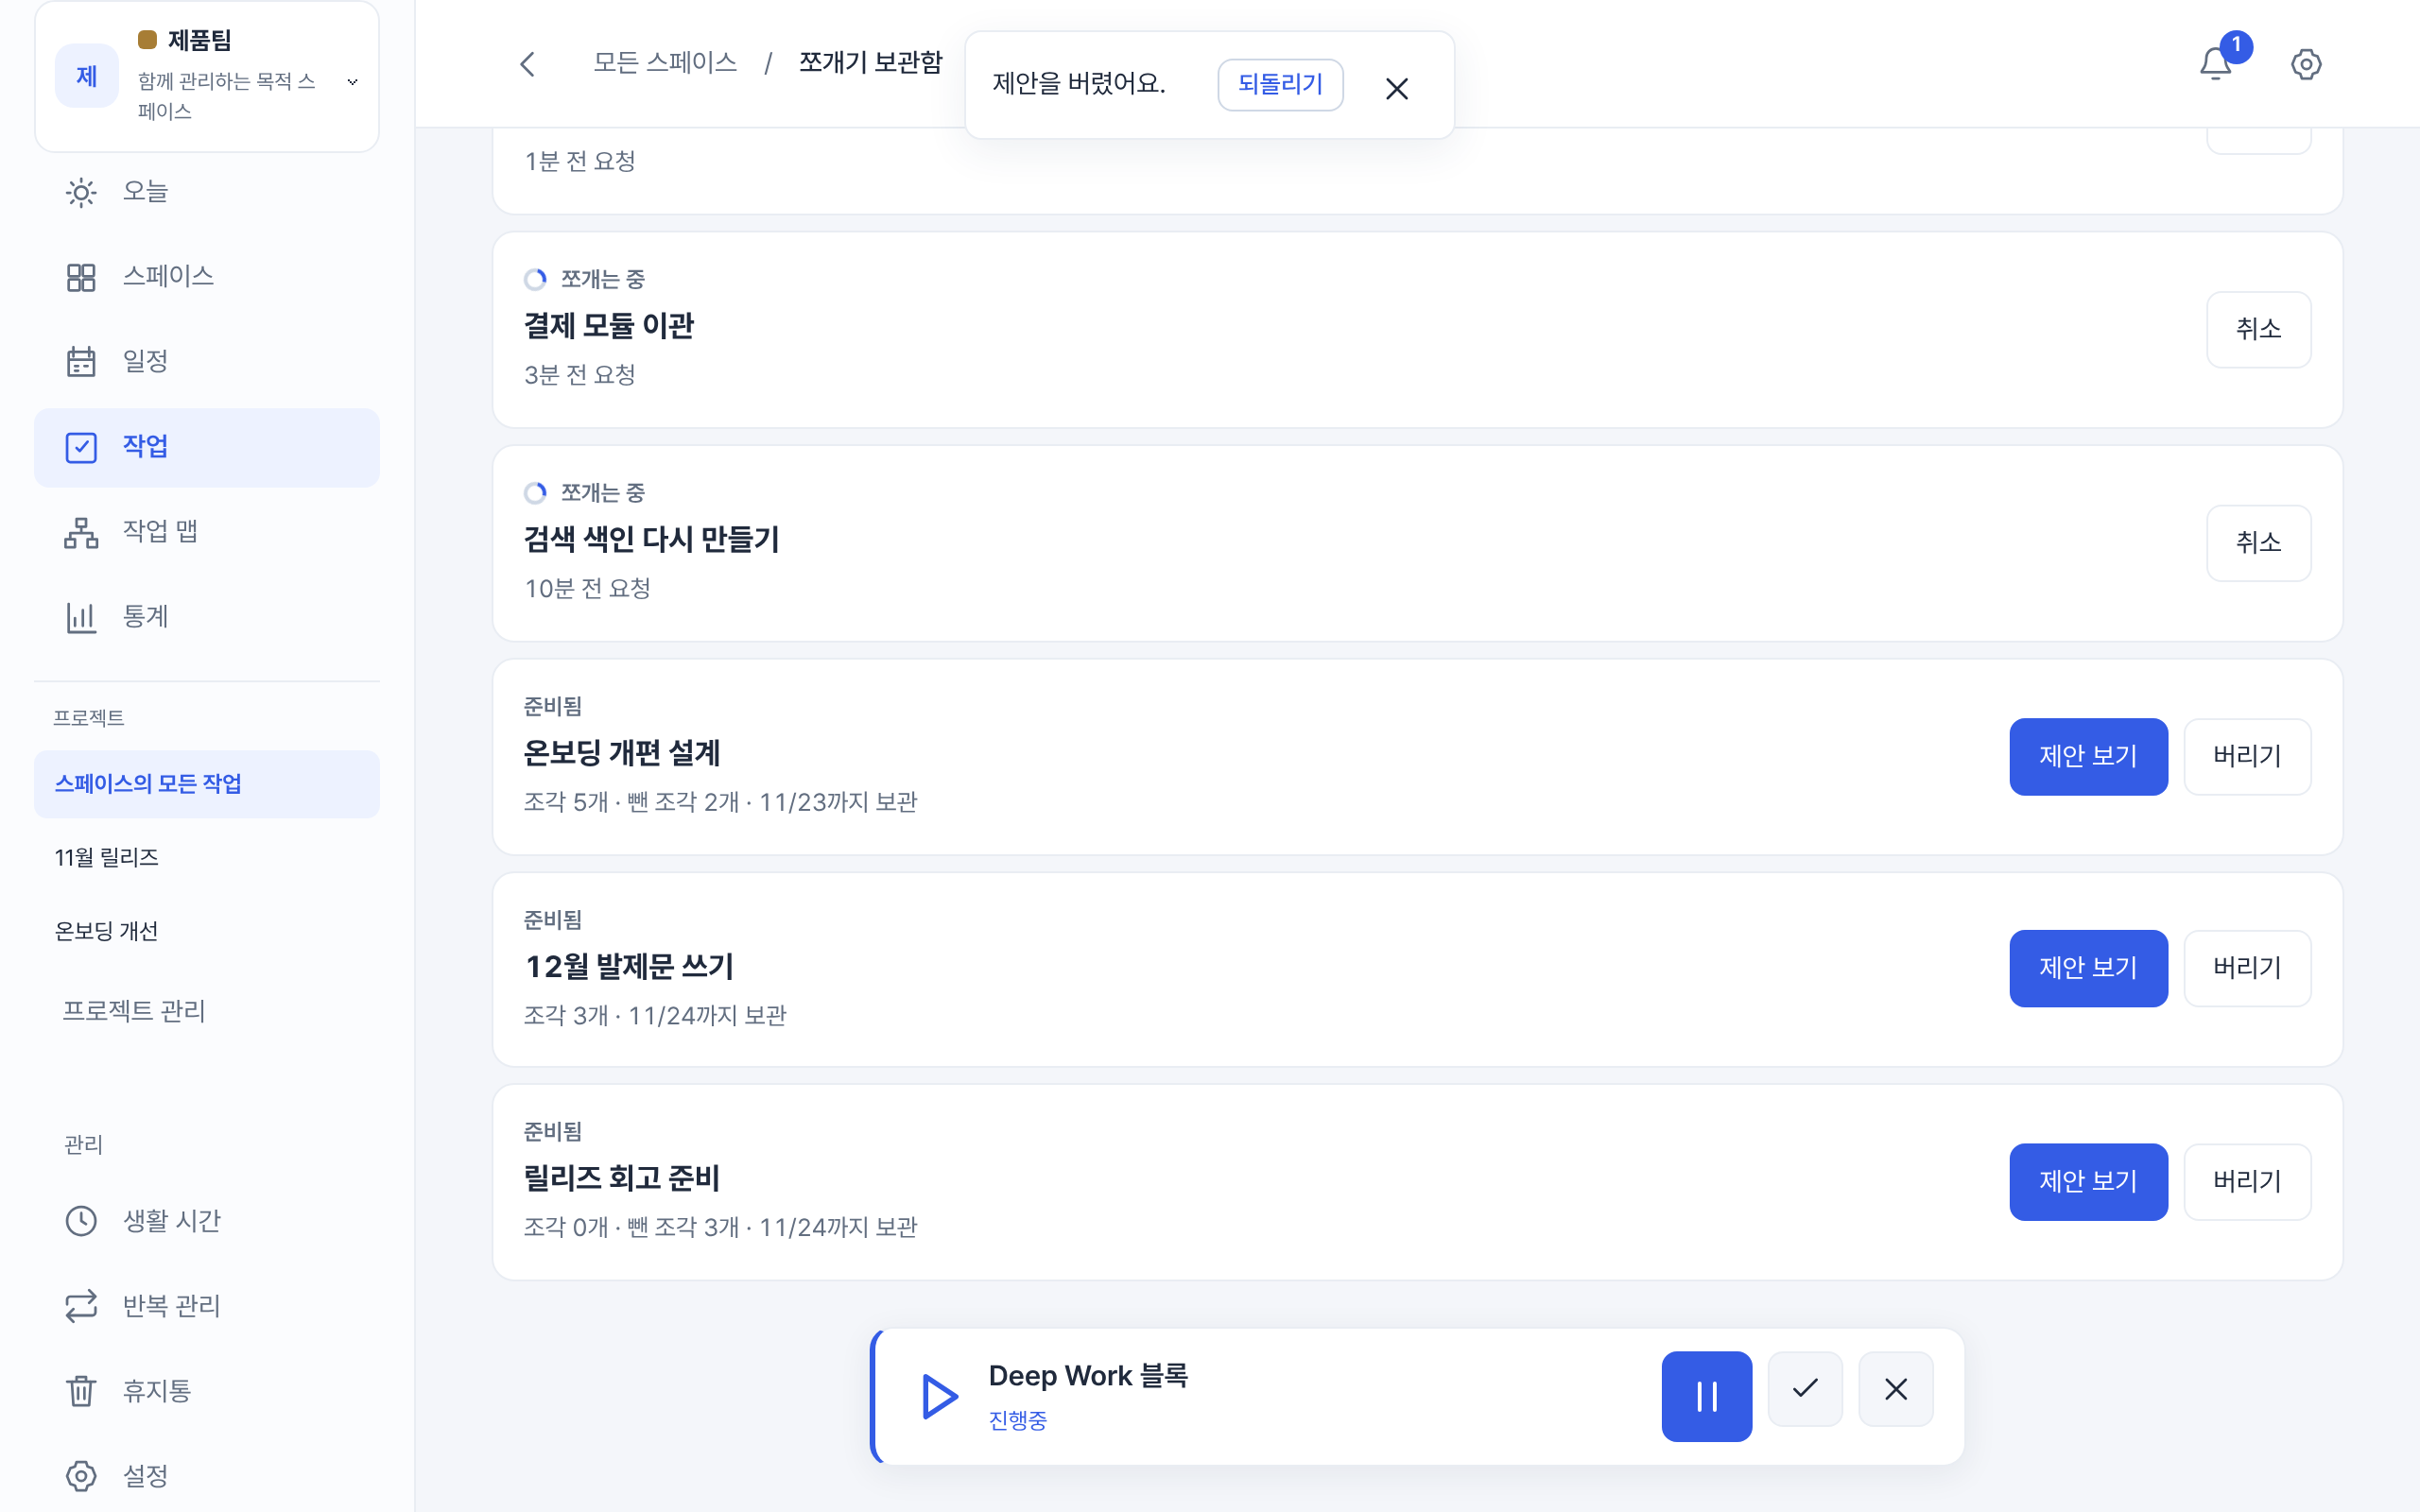 제
제품팀
함께 관리하는 목적 스
페이스
오늘
스페이스
일정
작업
작업 맵
통계
프로젝트
스페이스의 모든 작업
11월 릴리즈
온보딩 개선
프로젝트 관리
관리
생활 시간
반복 관리
휴지통
설정
모든 스페이스 / 쪼개기 보관함
제안을 버렸어요. 되돌리기
1
1분 전 요청
쪼개는 중
결제 모듈 이관
3분 전 요청
취소
쪼개는 중
검색 색인 다시 만들기
10분 전 요청
취소
준비됨
온보딩 개편 설계
조각 5개 · 뺀 조각 2개 · 11/23까지 보관
제안 보기 버리기
준비됨
12월 발제문 쓰기
조각 3개 · 11/24까지 보관
제안 보기 버리기
준비됨
릴리즈 회고 준비
조각 0개 · 뺀 조각 3개 · 11/24까지 보관
제안 보기 버리기
Deep Work 블록
진행중